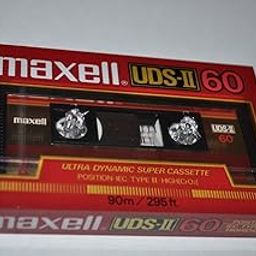 maxell® UDS-II 60
maxell UDS-II
60
ULTRA DYNAMIC SUPER CASSETTE
POSITION·IEC TYPE II·HIGH(CrO₂)
90m/295ft.
maxell UDS-II 60